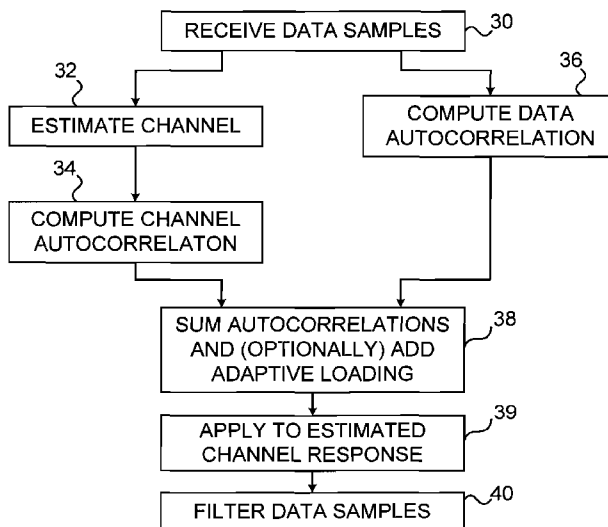 RECEIVE DATA SAMPLES
30
32
36
ESTIMATE CHANNEL
COMPUTE DATA
AUTOCORRELATION
34
COMPUTE CHANNEL
AUTOCORRELATON
SUM AUTOCORRELATIONS
AND (OPTIONALLY) ADD
ADAPTIVE LOADING
38
APPLY TO ESTIMATED
CHANNEL RESPONSE
39
FILTER DATA SAMPLES
40